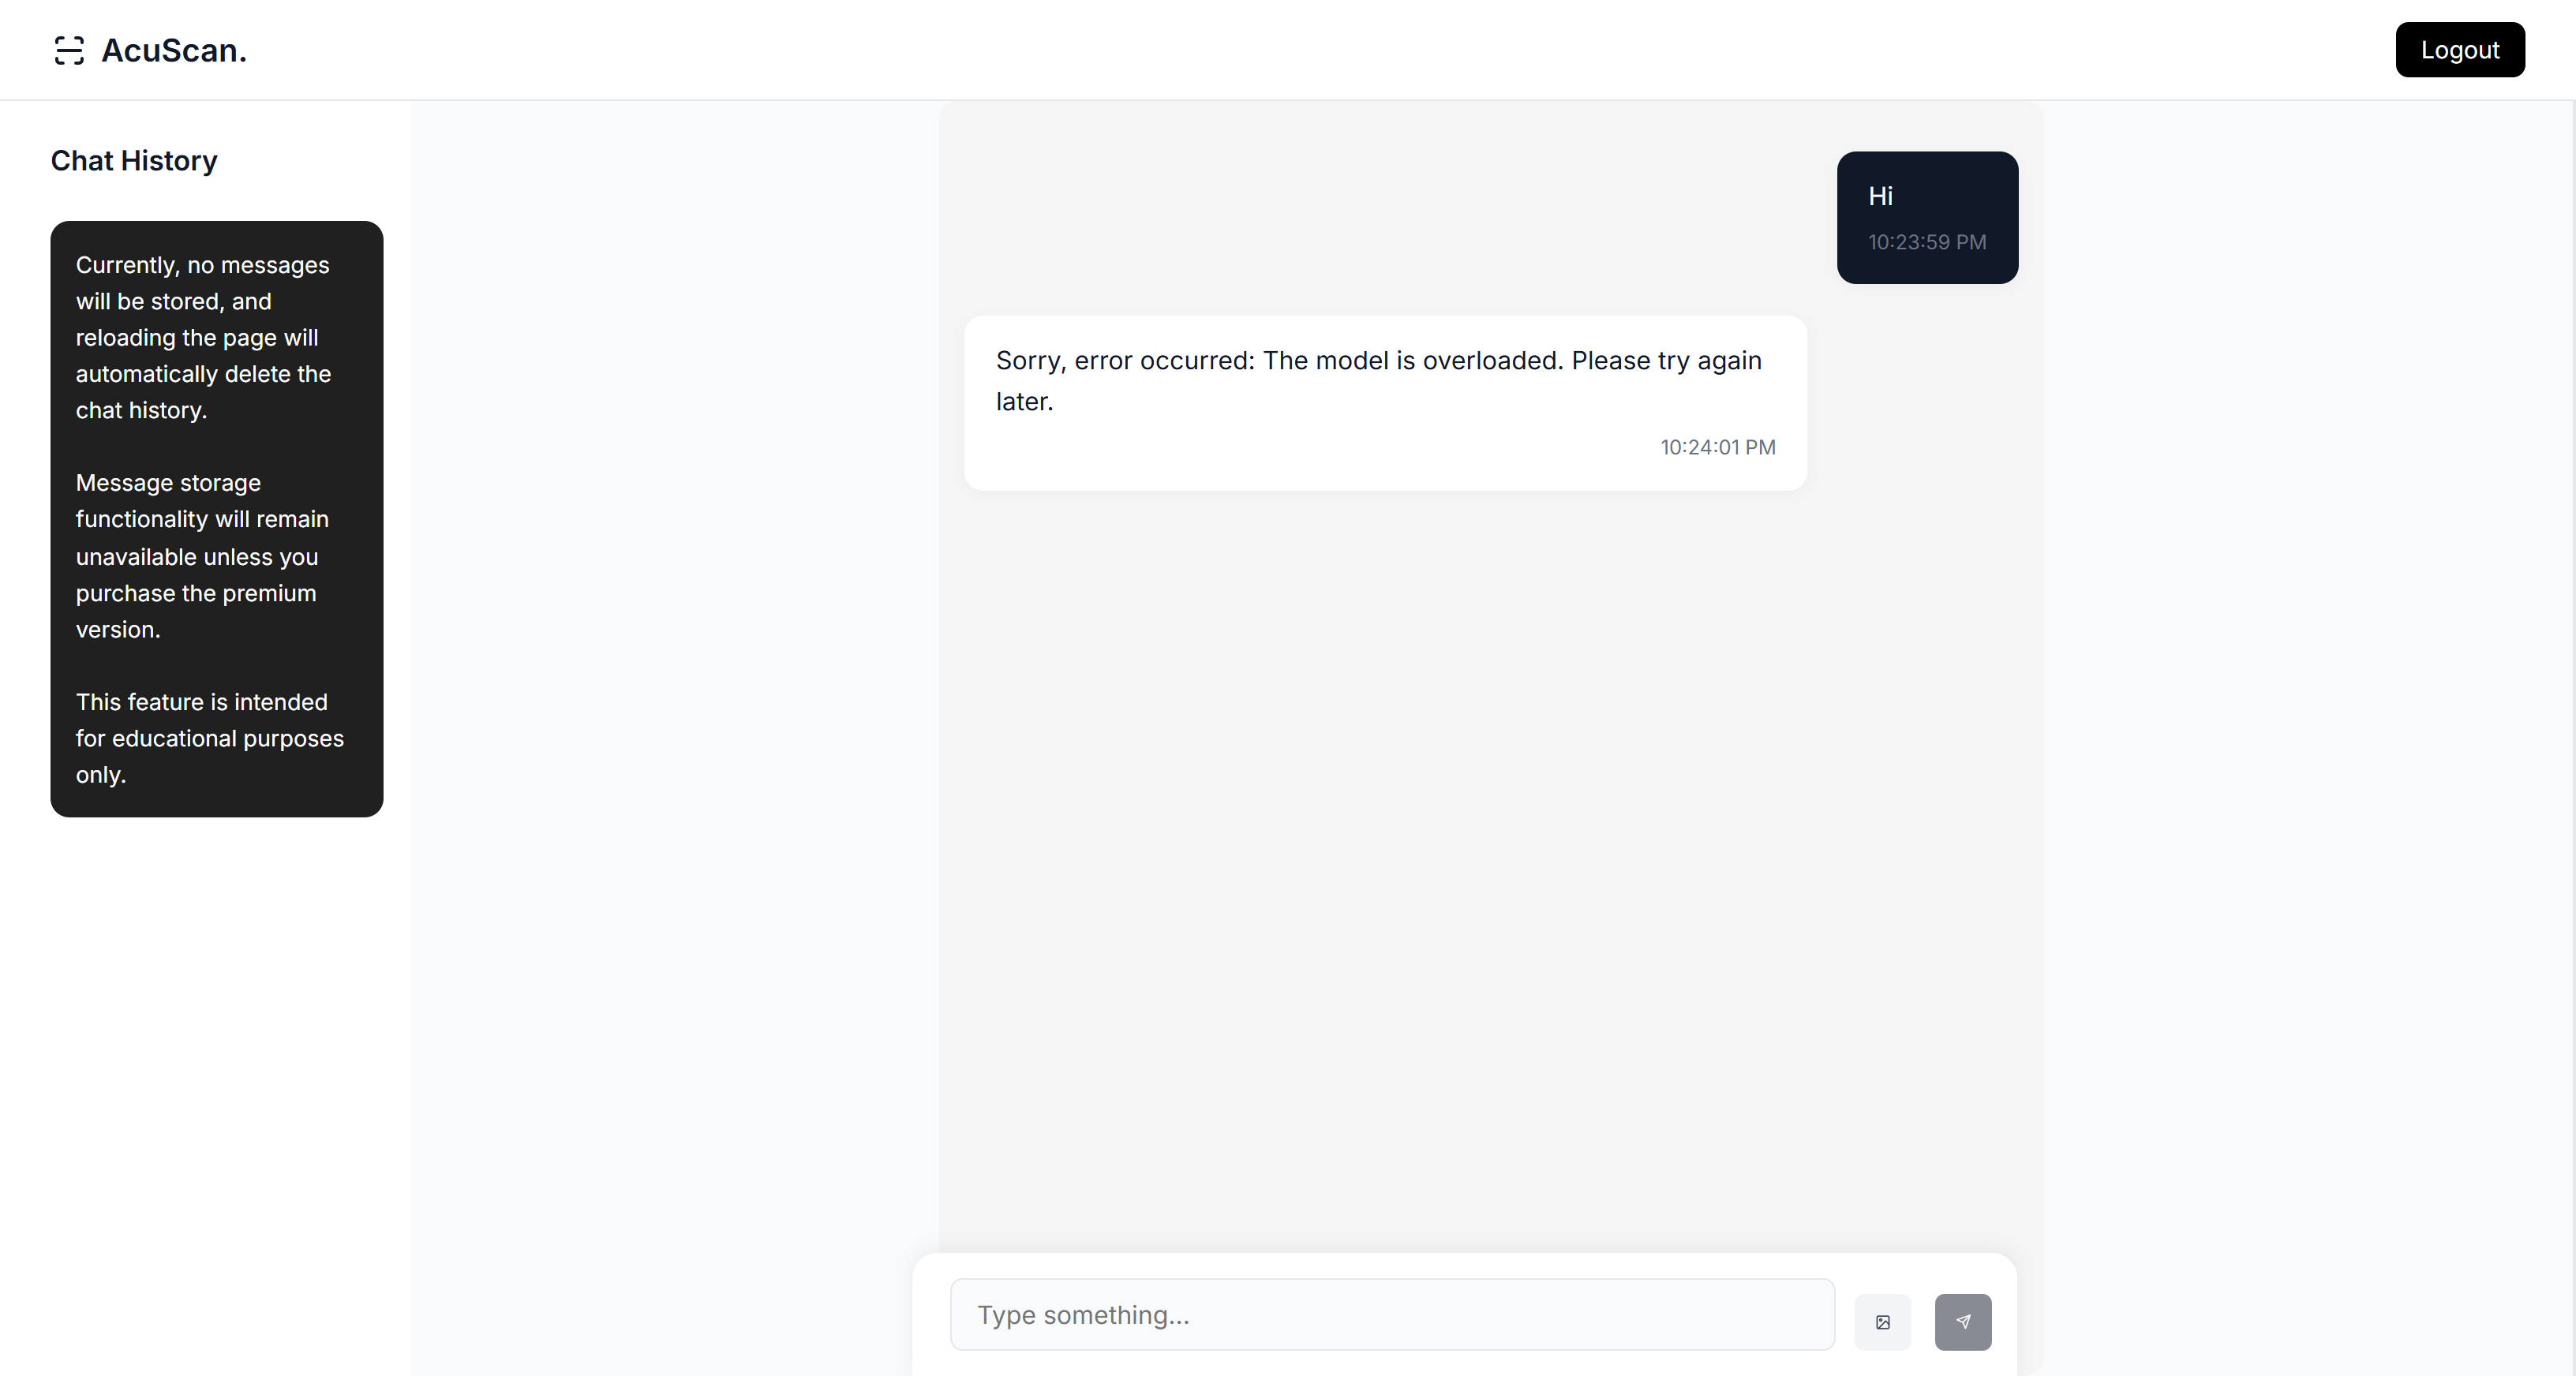 AcuScan.
Logout
Chat History
Currently, no messages
will be stored, and
reloading the page will
automatically delete the
chat history.
Message storage
functionality will remain
unavailable unless you
purchase the premium
version.
This feature is intended
for educational purposes
only.
Hi
10:23:59 PM
Sorry, error occurred: The model is overloaded. Please try again
later.
10:24:01 PM
Type something...